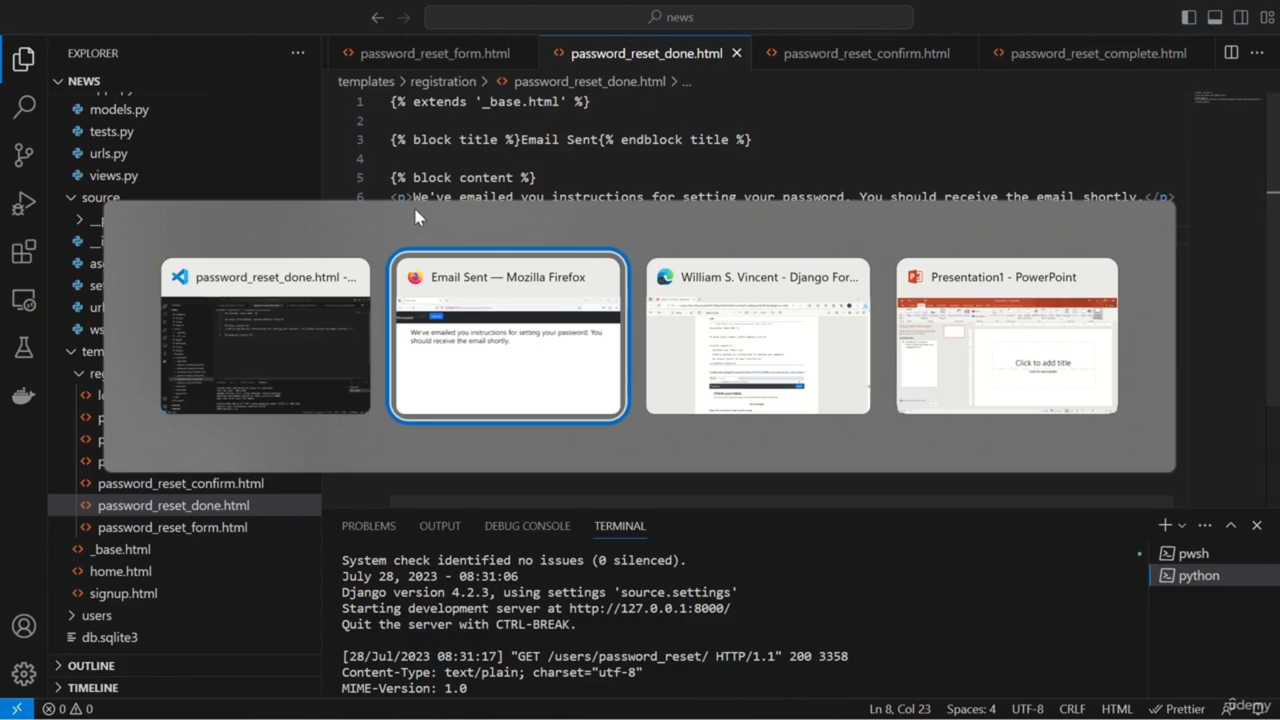 news
EXPLORER
password_reset_form.html
password_reset_done.html
password_reset_confirm.html
password_reset_complete.html
NEWS
templates > registration > password_reset_done.html > ...
models.py
tests.py
urls.py
views.py
source
1 {% extends '_base.html' %}
2
3 {% block title %}Email Sent{% endblock title %}
4
5 {% block content %}
6 <p>We've emailed you instructions for setting your password. You should receive the email shortly.</p>
password_reset_done.html -...
Email Sent — Mozilla Firefox
We've emailed you instructions for setting your password. You
should receive the email shortly.
William S. Vincent - Django For...
Presentation1 - PowerPoint
Click to add title
password_reset_confirm.html
password_reset_done.html
password_reset_form.html
_base.html
home.html
signup.html
users
db.sqlite3
OUTLINE
TIMELINE
PROBLEMS OUTPUT DEBUG CONSOLE TERMINAL
pwsh
python
System check identified no issues (0 silenced).
July 28, 2023 - 08:31:06
Django version 4.2.3, using settings 'source.settings'
Starting development server at http://127.0.0.1:8000/
Quit the server with CTRL-BREAK.
[28/Jul/2023 08:31:17] "GET /users/password_reset/ HTTP/1.1" 200 3358
Content-Type: text/plain; charset="utf-8"
MIME-Version: 1.0
0 0 Ln 8, Col 23 Spaces: 4 UTF-8 CRLF HTML Prettier
udemy